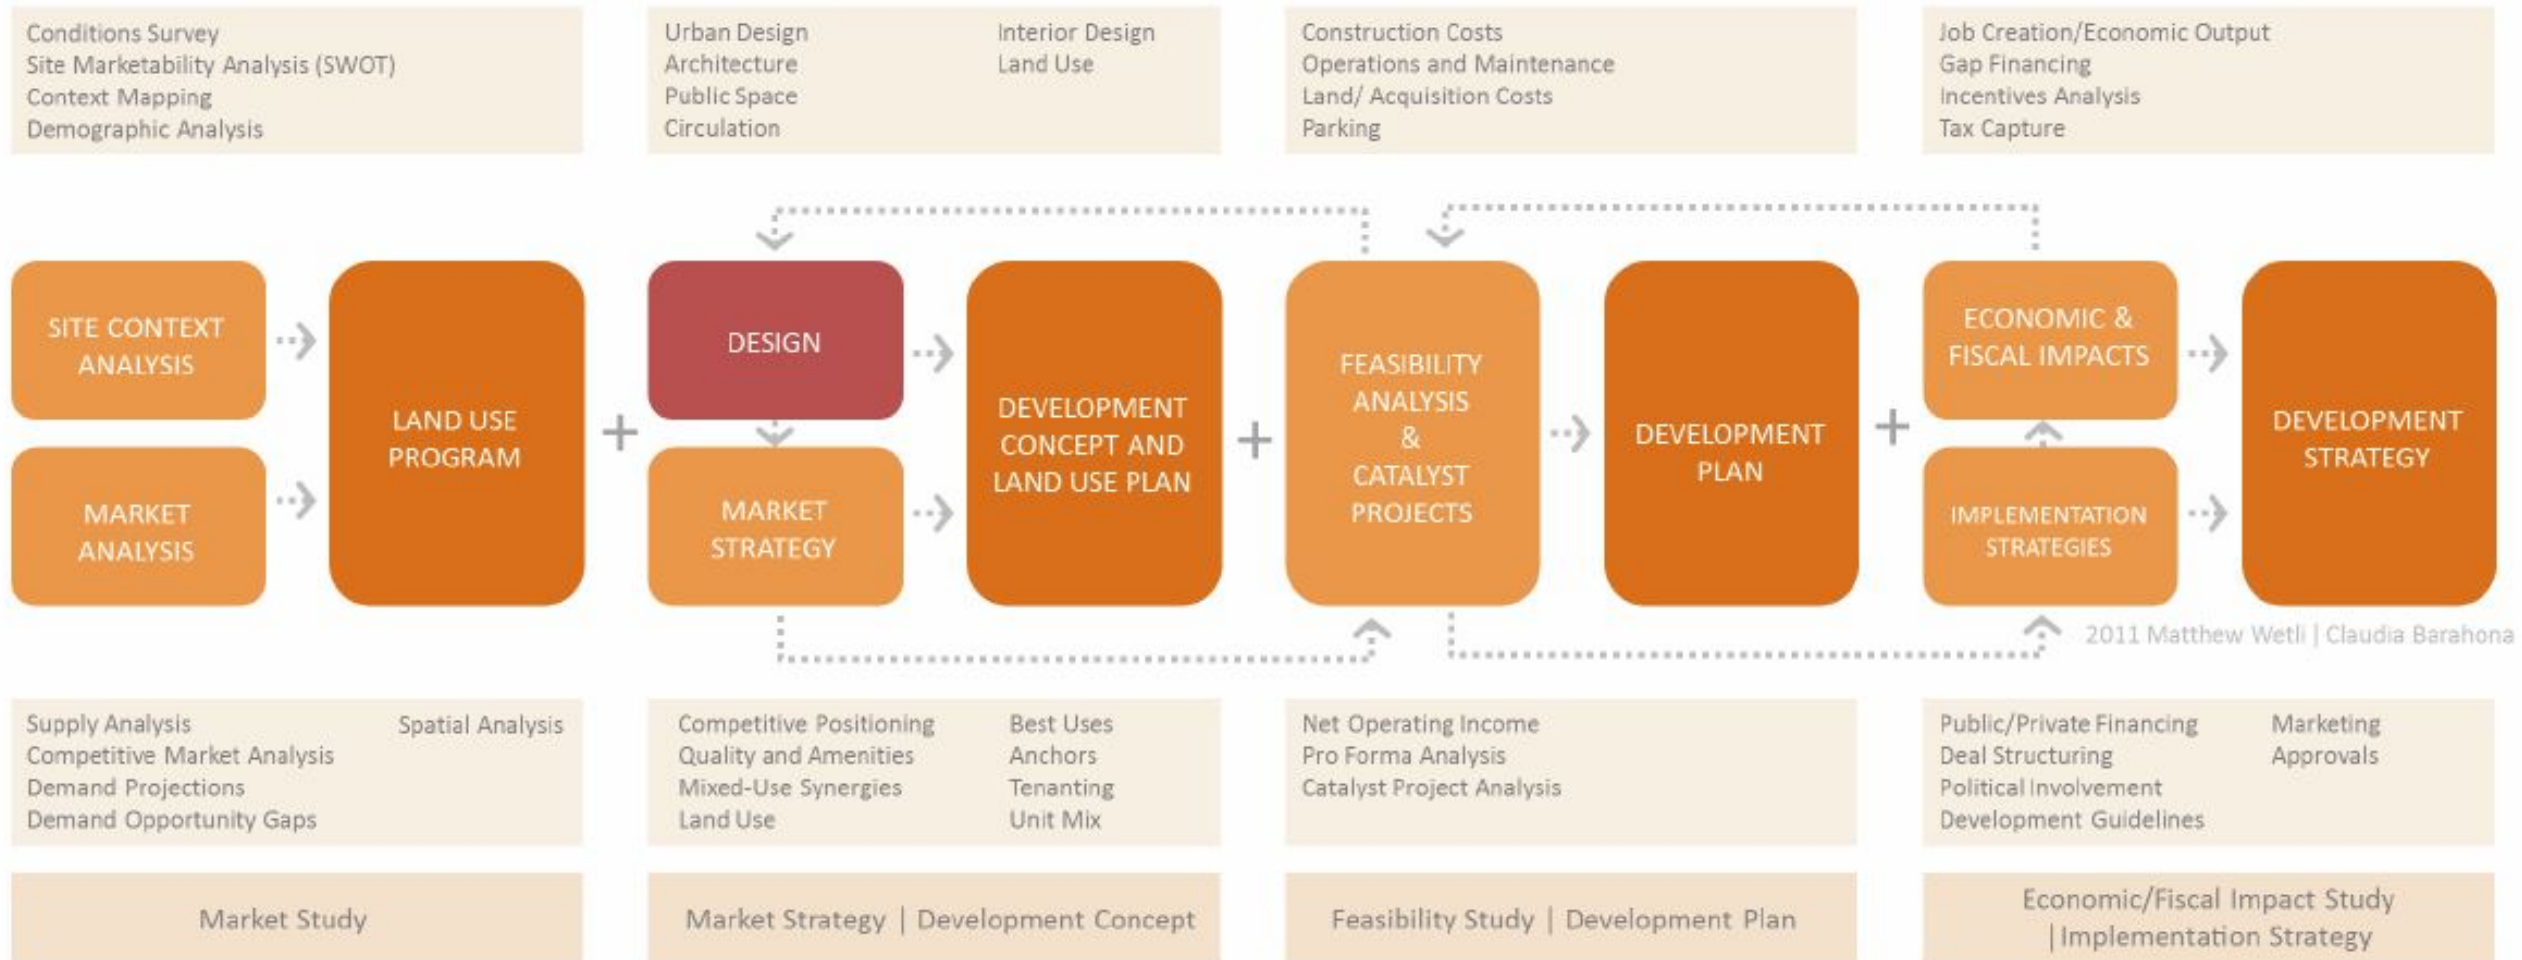 Conditions Survey
Site Marketability Analysis (SWOT)
Context Mapping
Demographic Analysis
Urban Design
Architecture
Public Space
Circulation
Interior Design
Land Use
Construction Costs
Operations and Maintenance
Land/ Acquisition Costs
Parking
Job Creation/Economic Output
Gap Financing
Incentives Analysis
Tax Capture
SITE CONTEXT
ANALYSIS
MARKET
ANALYSIS
LAND USE
PROGRAM
+
DESIGN
MARKET
STRATEGY
DEVELOPMENT
CONCEPT AND
LAND USE PLAN
+
FEASIBILITY
ANALYSIS
&
CATALYST
PROJECTS
DEVELOPMENT
PLAN
+
ECONOMIC &
FISCAL IMPACTS
IMPLEMENTATION
STRATEGIES
DEVELOPMENT
STRATEGY
2011 Matthew Wetli | Claudia Barahona
Supply Analysis
Competitive Market Analysis
Demand Projections
Demand Opportunity Gaps
Spatial Analysis
Competitive Positioning
Quality and Amenities
Mixed-Use Synergies
Land Use
Best Uses
Anchors
Tenanting
Unit Mix
Net Operating Income
Pro Forma Analysis
Catalyst Project Analysis
Public/Private Financing
Deal Structuring
Political Involvement
Development Guidelines
Marketing
Approvals
Market Study
Market Strategy | Development Concept
Feasibility Study | Development Plan
Economic/Fiscal Impact Study
|Implementation Strategy